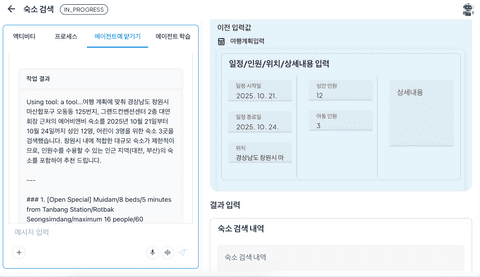 숙소 검색
IN_PROGRESS
액티비티
프로세스
에이전트에 맡기기
에이전트 학습
작업 결과
Using tool: a tool...여행 계획에 맞춰 경상남도 창원시
마산합포구 오동동 125번지, 그랜드컨벤션센터 2층 대연
회장 근처의 에어비앤비 숙소를 2025년 10월 21일부터
10월 24일까지 성인 12명, 어린이 3명을 위한 숙소 3곳을
검색했습니다. 창원시 내에 적합한 대규모 숙소가 제한적이
므로, 인원수를 수용할 수 있는 인근 지역(대전, 부산)의 숙
소를 포함하여 추천 드립니다.
---
### 1. [Open Special] Muidam/8 beds/5 minutes
from Tanbang Station/Rotbak
Seongsimdang/maximum 16 people/60
메시지 입력
이전 입력값
여행계획입력
일정/인원/위치/상세내용 입력
일정 시작일
2025. 10. 21.
성인 인원
12
상세내용
일정 종료일
2025. 10. 24.
아동 인원
3
위치
경상남도 창원시 마
결과 입력
숙소 검색 내역
숙소 검색 내역